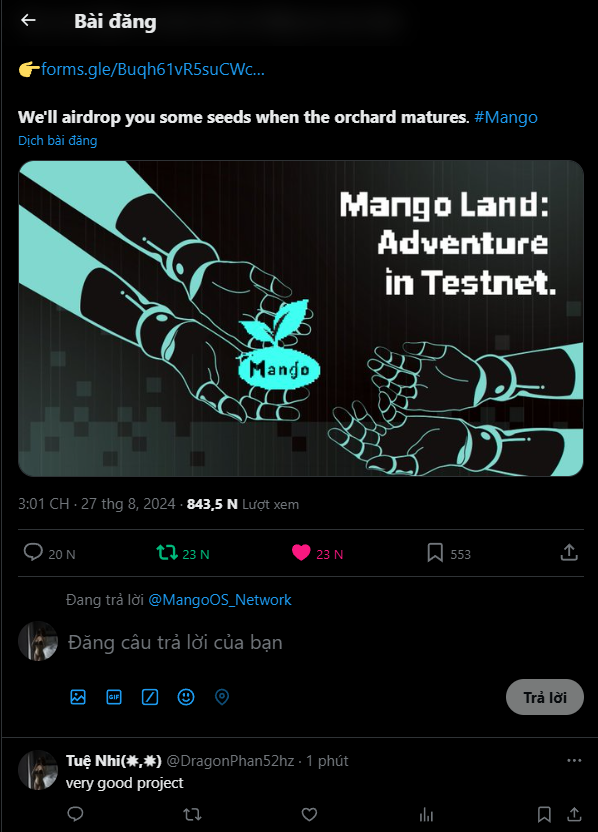 Bài đăng
👉forms.gle/Buqh61vR5suCWc...
We'll airdrop you some seeds when the orchard matures. #Mango
Dịch bài đăng
Mango Land:
Adventure
in Testnet.
Mango
3:01 CH · 27 thg 8, 2024 · 843,5 N Lượt xem
20 N 23 N 23 N 553
Đang trả lời @MangoOS_Network
Đăng câu trả lời của bạn
GIF
Trả lời
Tuệ Nhi(✸,✸) @DragonPhan52hz · 1 phút
very good project